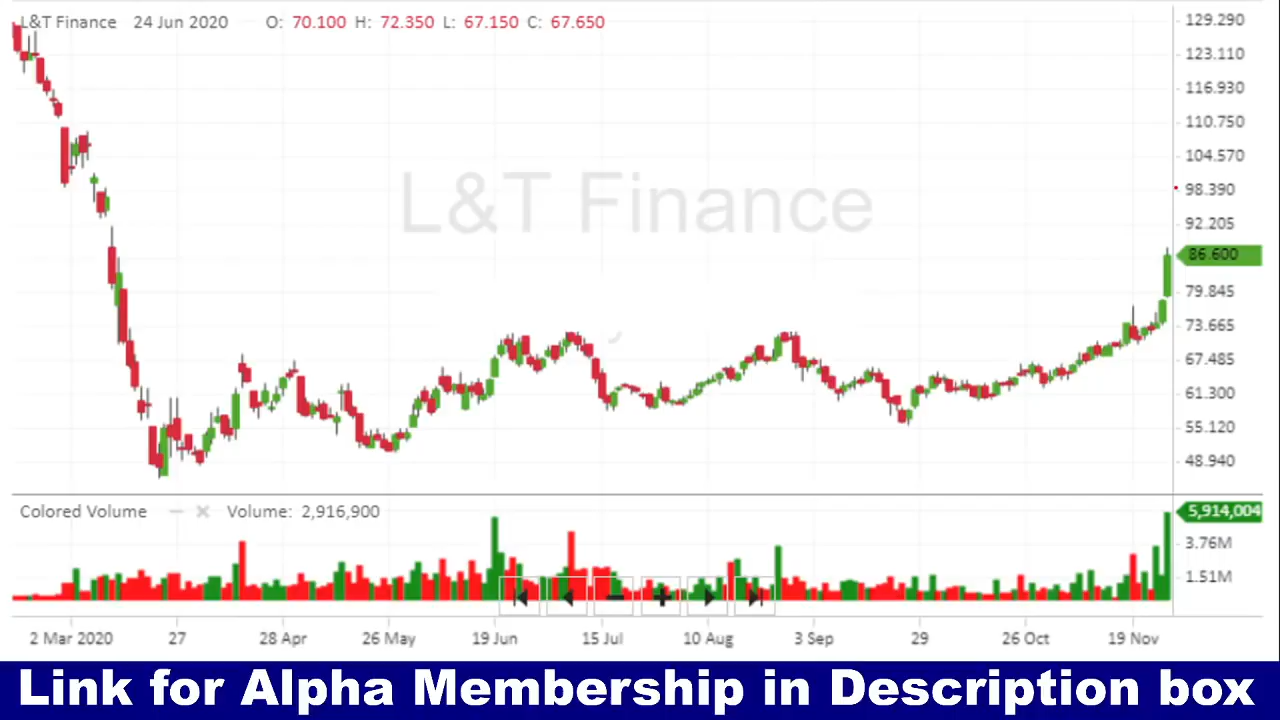 L&T Finance 24 Jun 2020 O: 70.100 H: 72.350 L: 67.150 C: 67.650
129.290
123.110
116.930
110.750
104.570
98.390
L&T Finance
92.205
86.600
79.845
73.665
67.485
61.300
55.120
48.940
Colored Volume Volume: 2,916,900
5,914,004
3.76M
1.51M
2 Mar 2020 27 28 Apr 26 May 19 Jun 15 Jul 10 Aug 3 Sep 29 26 Oct 19 Nov
Link for Alpha Membership in Description box